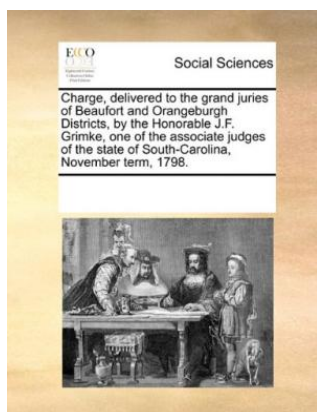 ECCO
Social Sciences
Charge, delivered to the grand juries
of Beaufort and Orangeburgh
Districts, by the Honorable J.F.
Grimke, one of the associate judges
of the state of South-Carolina,
November term, 1798.